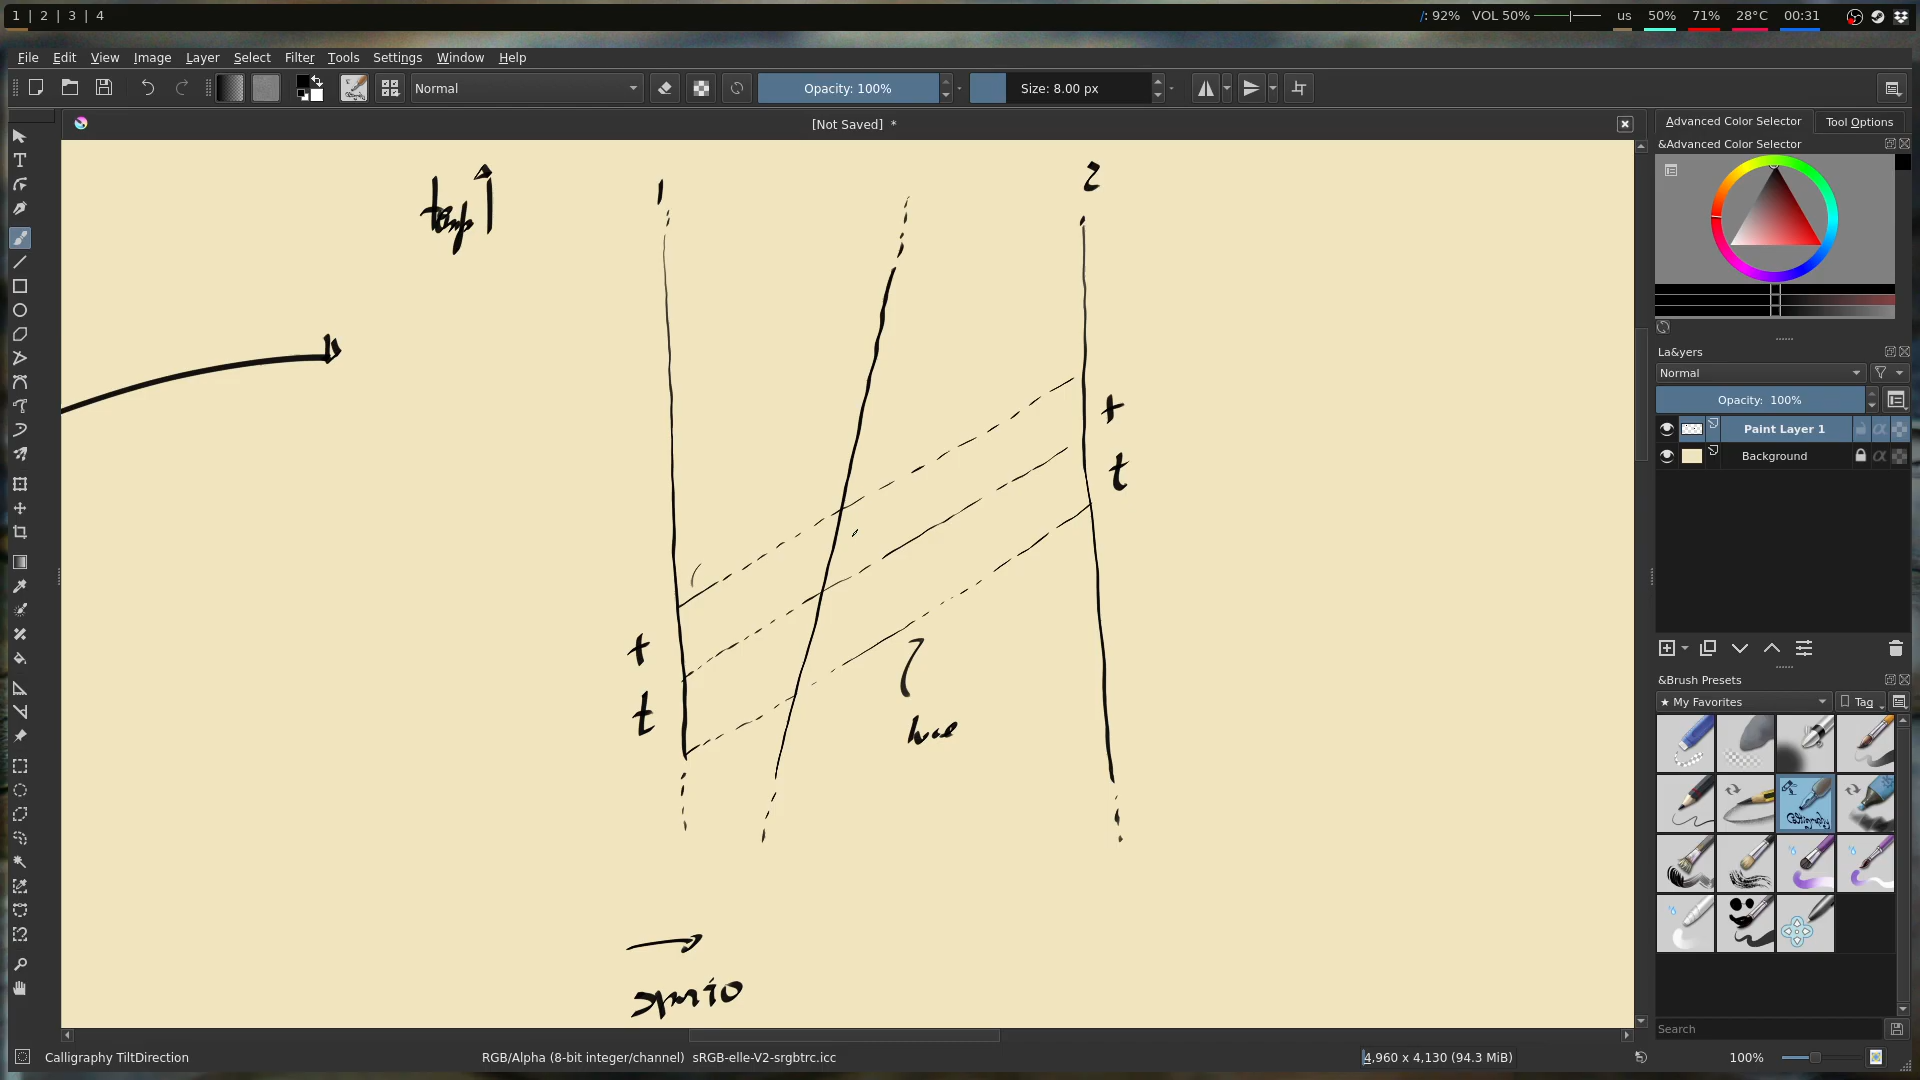 1 | 2 | 3 | 4
/: 92% VOL 50% us 50% 71% 28°C 00:31
File Edit View Image Layer Select Filter Tools Settings Window Help
Normal
Opacity: 100%
Size: 8.00 px
[Not Saved] *
Advanced Color Selector
Tool Options
&Advanced Color Selector
1
2
t
t
t
t
luce
La&yers
Normal
Opacity: 100%
Paint Layer 1
Background
&Brush Presets
★ My Favorites
Tag
Calligraphy
Search
Calligraphy TiltDirection
RGB/Alpha (8-bit integer/channel) sRGB-elle-V2-srgbtrc.icc
4,960 x 4,130 (94.3 MiB)
100%